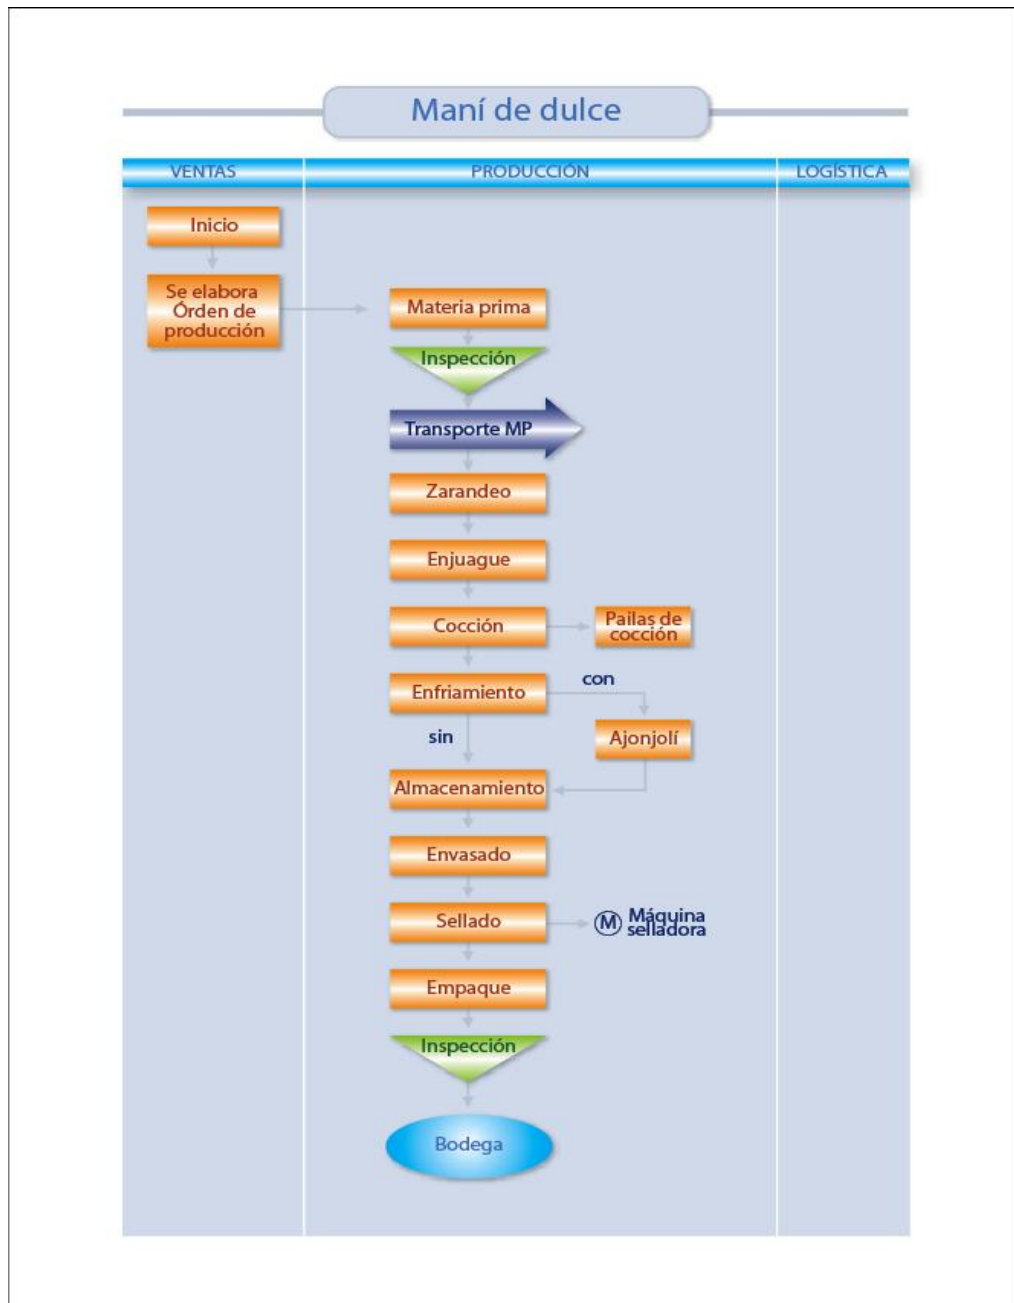 Maní de dulce
VENTAS
PRODUCCIÓN
LOGÍSTICA
Inicio
Se elabora
Órden de
producción
Materia prima
Inspección
Transporte MP
Zarandeo
Enjuague
Cocción
Pailas de
cocción
Enfriamiento
con
sin
Ajonjolí
Almacenamiento
Envasado
Sellado
M
Máquina
selladora
Empaque
Inspección
Bodega